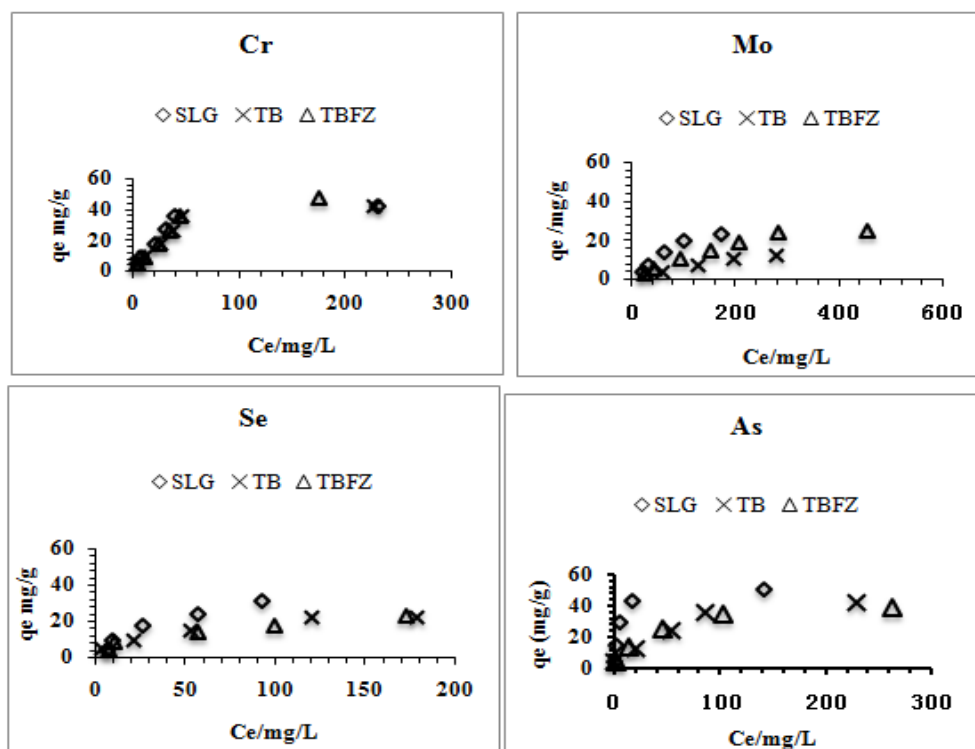 Cr
◇SLG ×TB △TBFZ
qe mg/g
60
40
20
0
0 100 200 300
Ce/mg/L
Mo
◇SLG ×TB △TBFZ
qe /mg/g
60
40
20
0
0 200 400 600
Ce/mg/L
Se
◇SLG ×TB △TBFZ
qe mg/g
60
40
20
0
0 50 100 150 200
Ce/mg/L
As
◇SLG ×TB △TBFZ
qe (mg/g)
60
40
20
0
0 100 200 300
Ce/mg/L